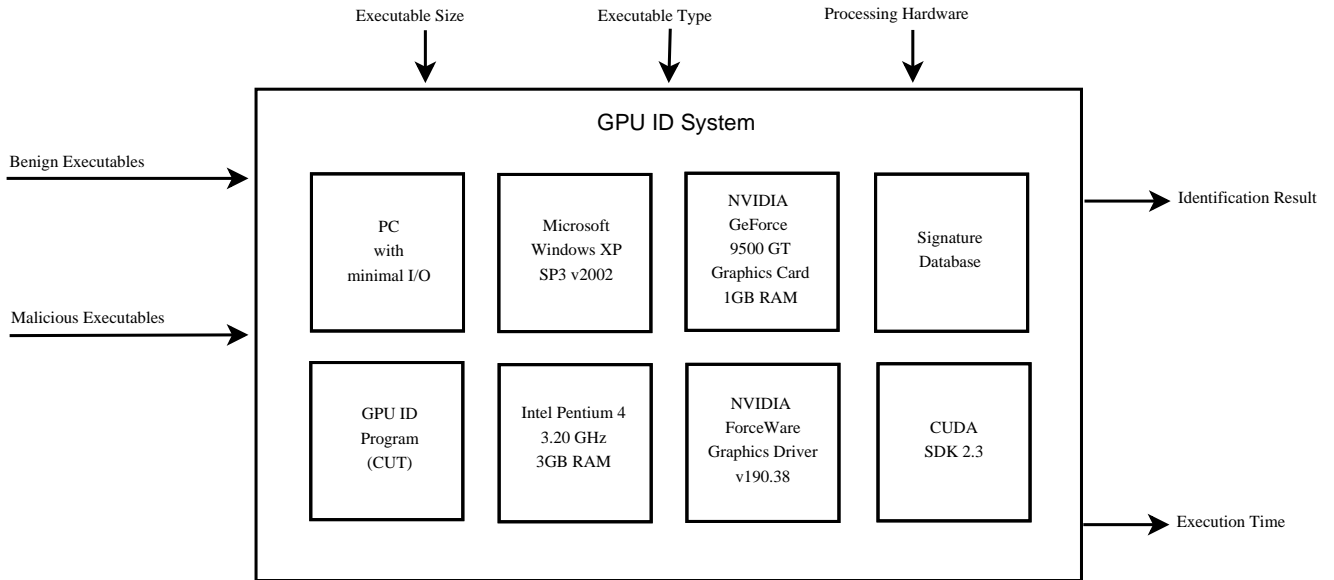 Executable Size
Executable Type
Processing Hardware
GPU ID System
Benign Executables
Malicious Executables
PC
with
minimal I/O
Microsoft
Windows XP
SP3 v2002
NVIDIA
GeForce
9500 GT
Graphics Card
1GB RAM
Signature
Database
GPU ID
Program
(CUT)
Intel Pentium 4
3.20 GHz
3GB RAM
NVIDIA
ForceWare
Graphics Driver
v190.38
CUDA
SDK 2.3
Identification Result
Execution Time